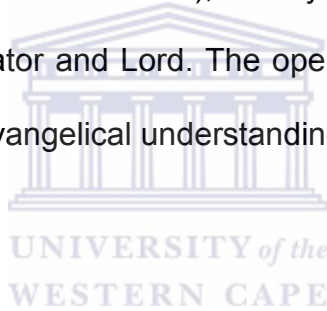 ator and Lord. The ope
vangelical understandin
UNIVERSITY of the
WESTERN CAPE